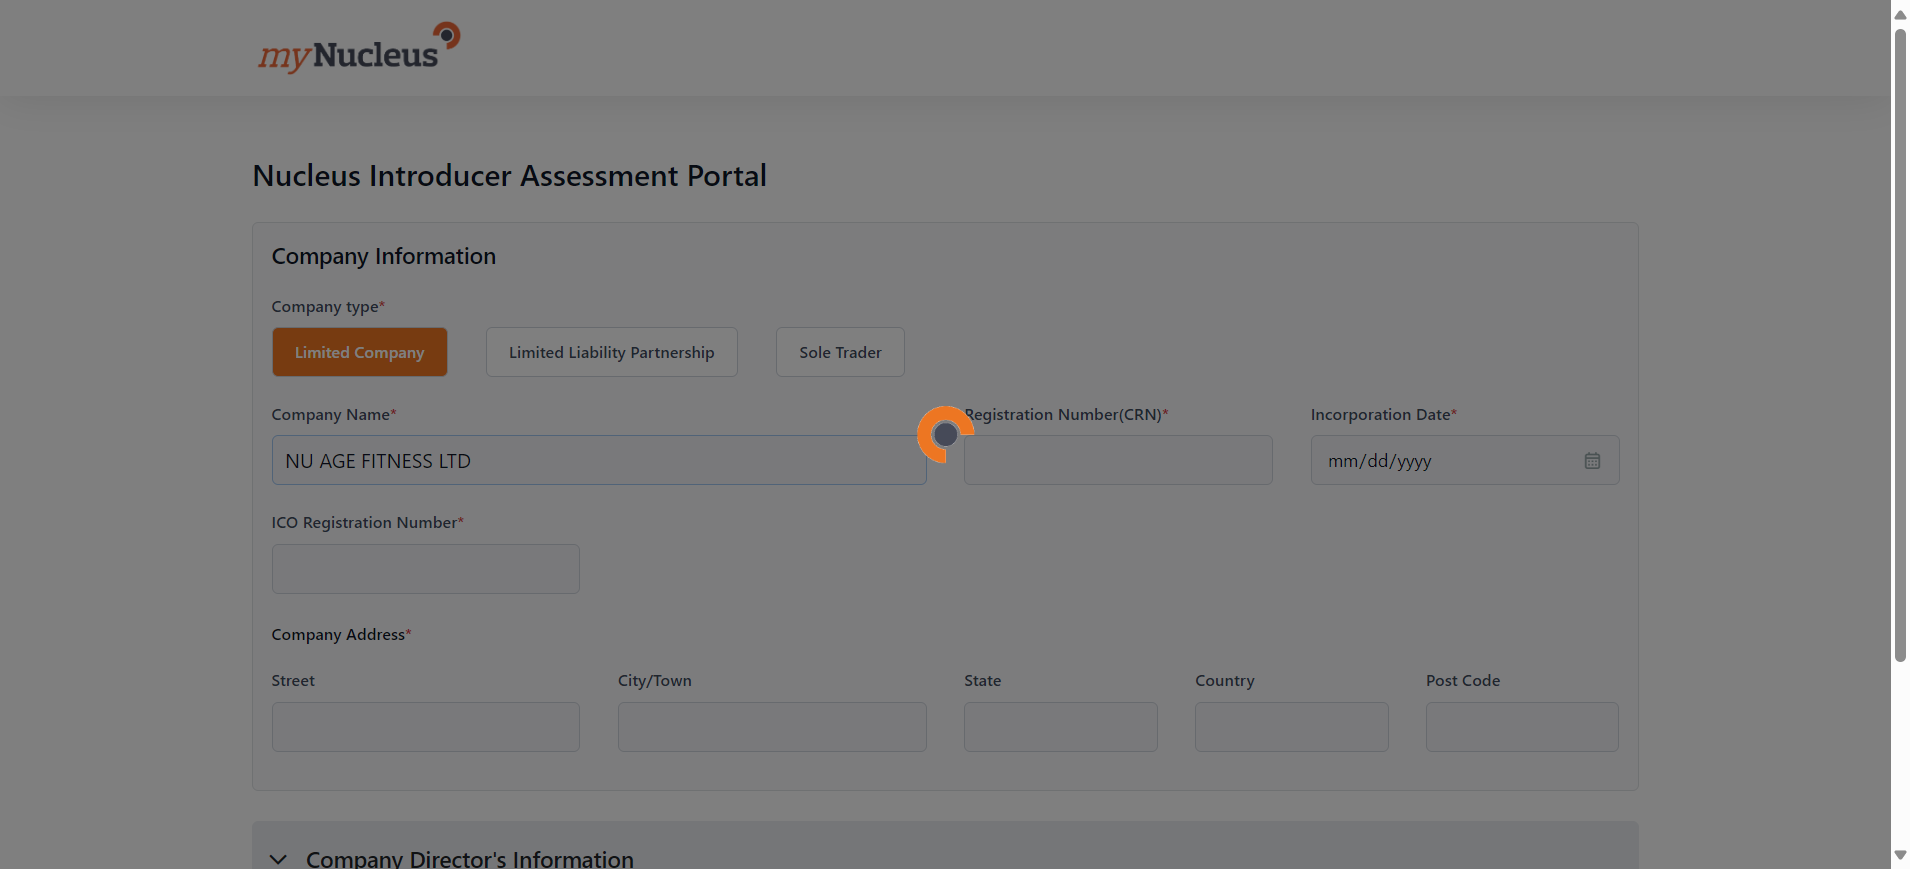 myNucleus
Nucleus Introducer Assessment Portal
Company Information
Company type*
Limited Company
Limited Liability Partnership
Sole Trader
Company Name*
Registration Number(CRN)*
Incorporation Date*
NU AGE FITNESS LTD
mm/dd/yyyy
ICO Registration Number*
Company Address*
Street
City/Town
State
Country
Post Code
Company Director's Information